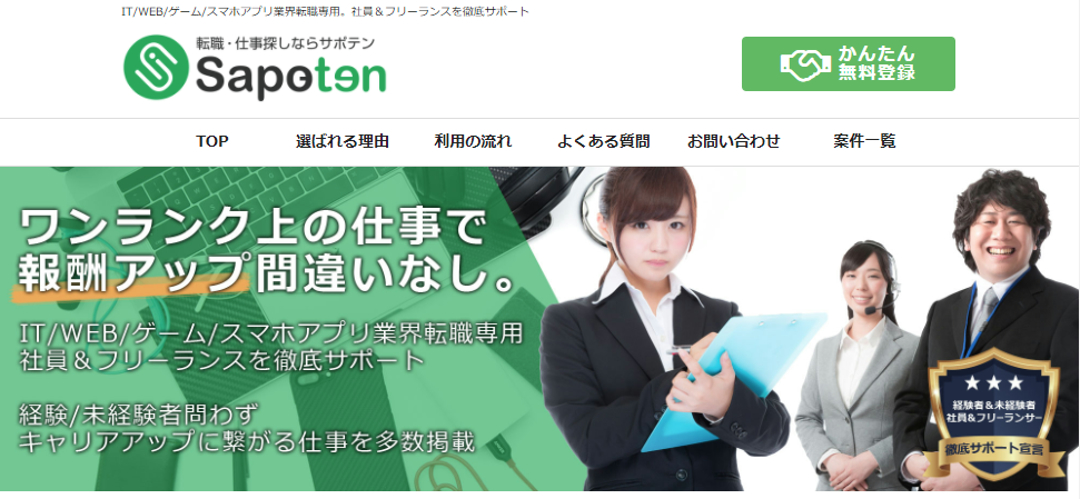 IT/WEB/ゲーム/スマホアプリ業界転職専用。社員&フリーランスを徹底サポート
転職・仕事探しならサポテン
Sapoten
かんたん
無料登録
TOP 選ばれる理由 利用の流れ よくある質問 お問い合わせ 案件一覧
ワンランク上の仕事で
報酬アップ間違いなし。
IT/WEB/ゲーム/スマホアプリ業界転職専用
社員&フリーランスを徹底サポート
経験/未経験者問わず
キャリアアップに繋がる仕事を多数掲載
経験者&未経験者
社員&フリーランサー
徹底サポート宣言